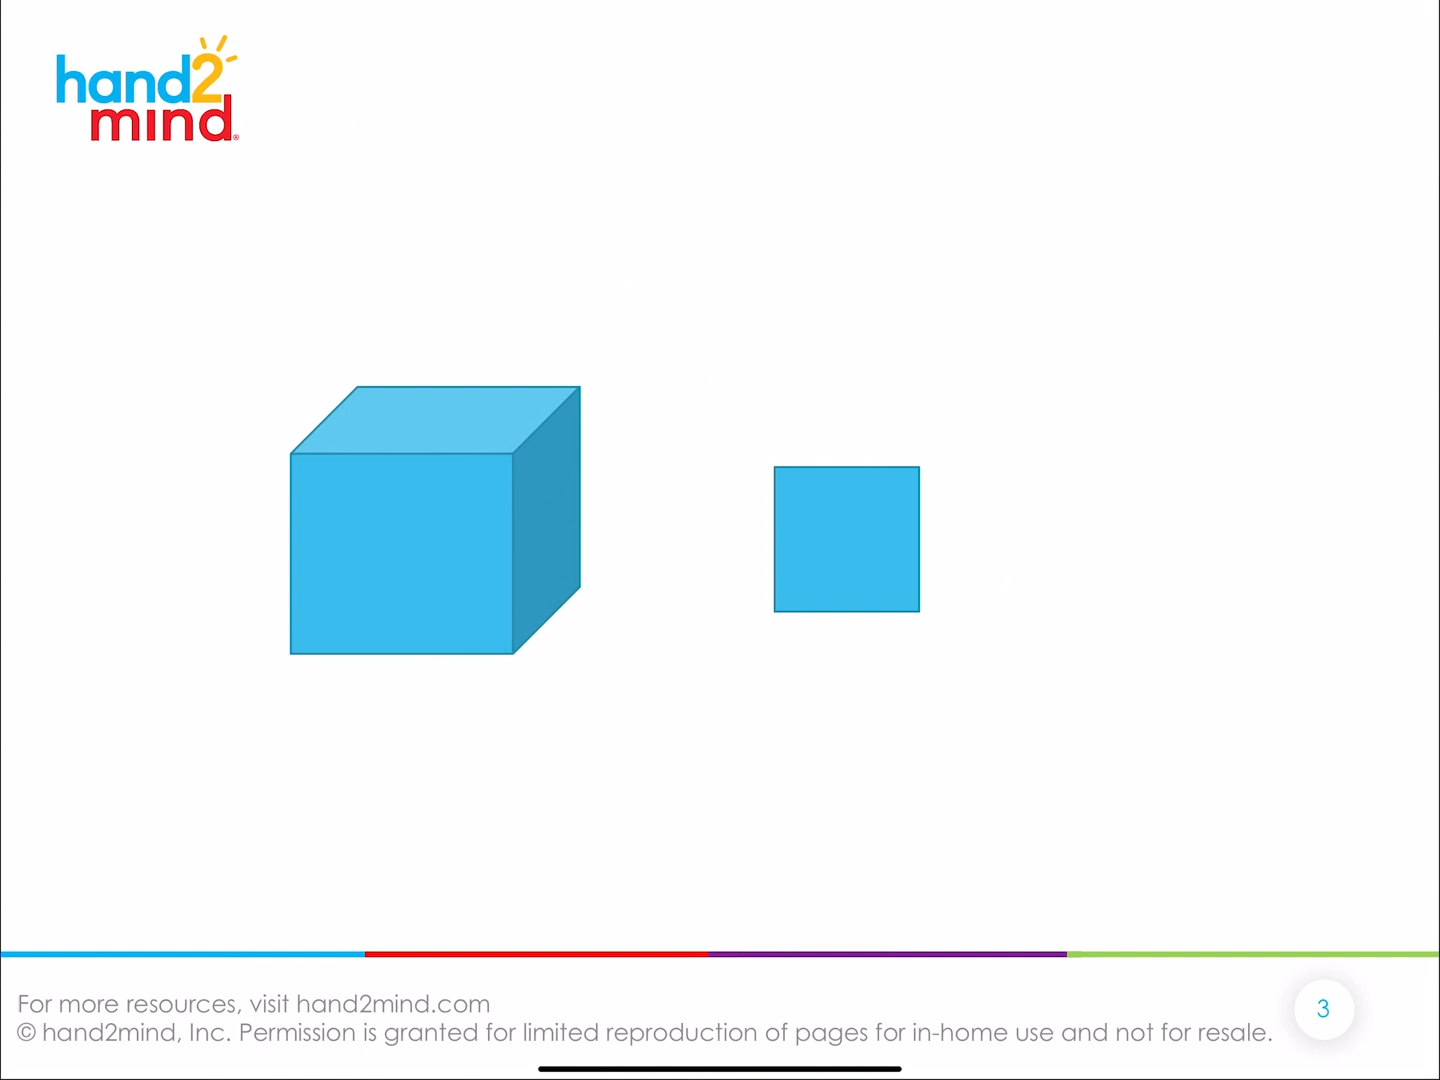 hand2
mind®
For more resources, visit hand2mind.com
© hand2mind, Inc. Permission is granted for limited reproduction of pages for in-home use and not for resale.
3